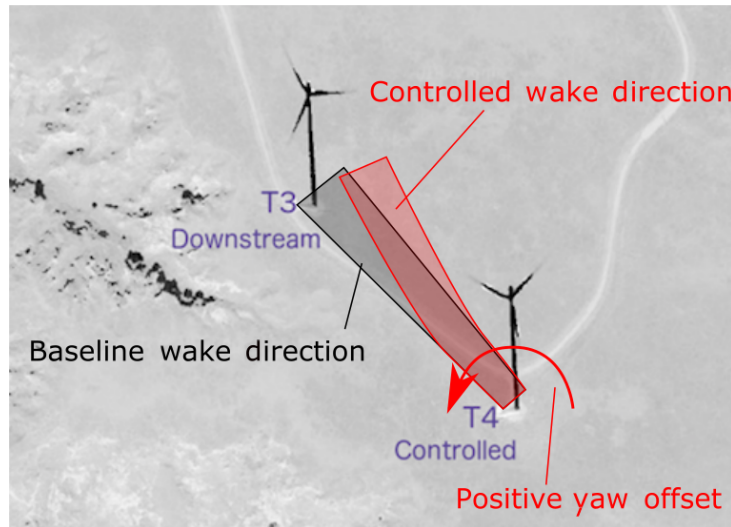 Controlled wake direction
T3
Downstream
Baseline wake direction
T4
Controlled
Positive yaw offset